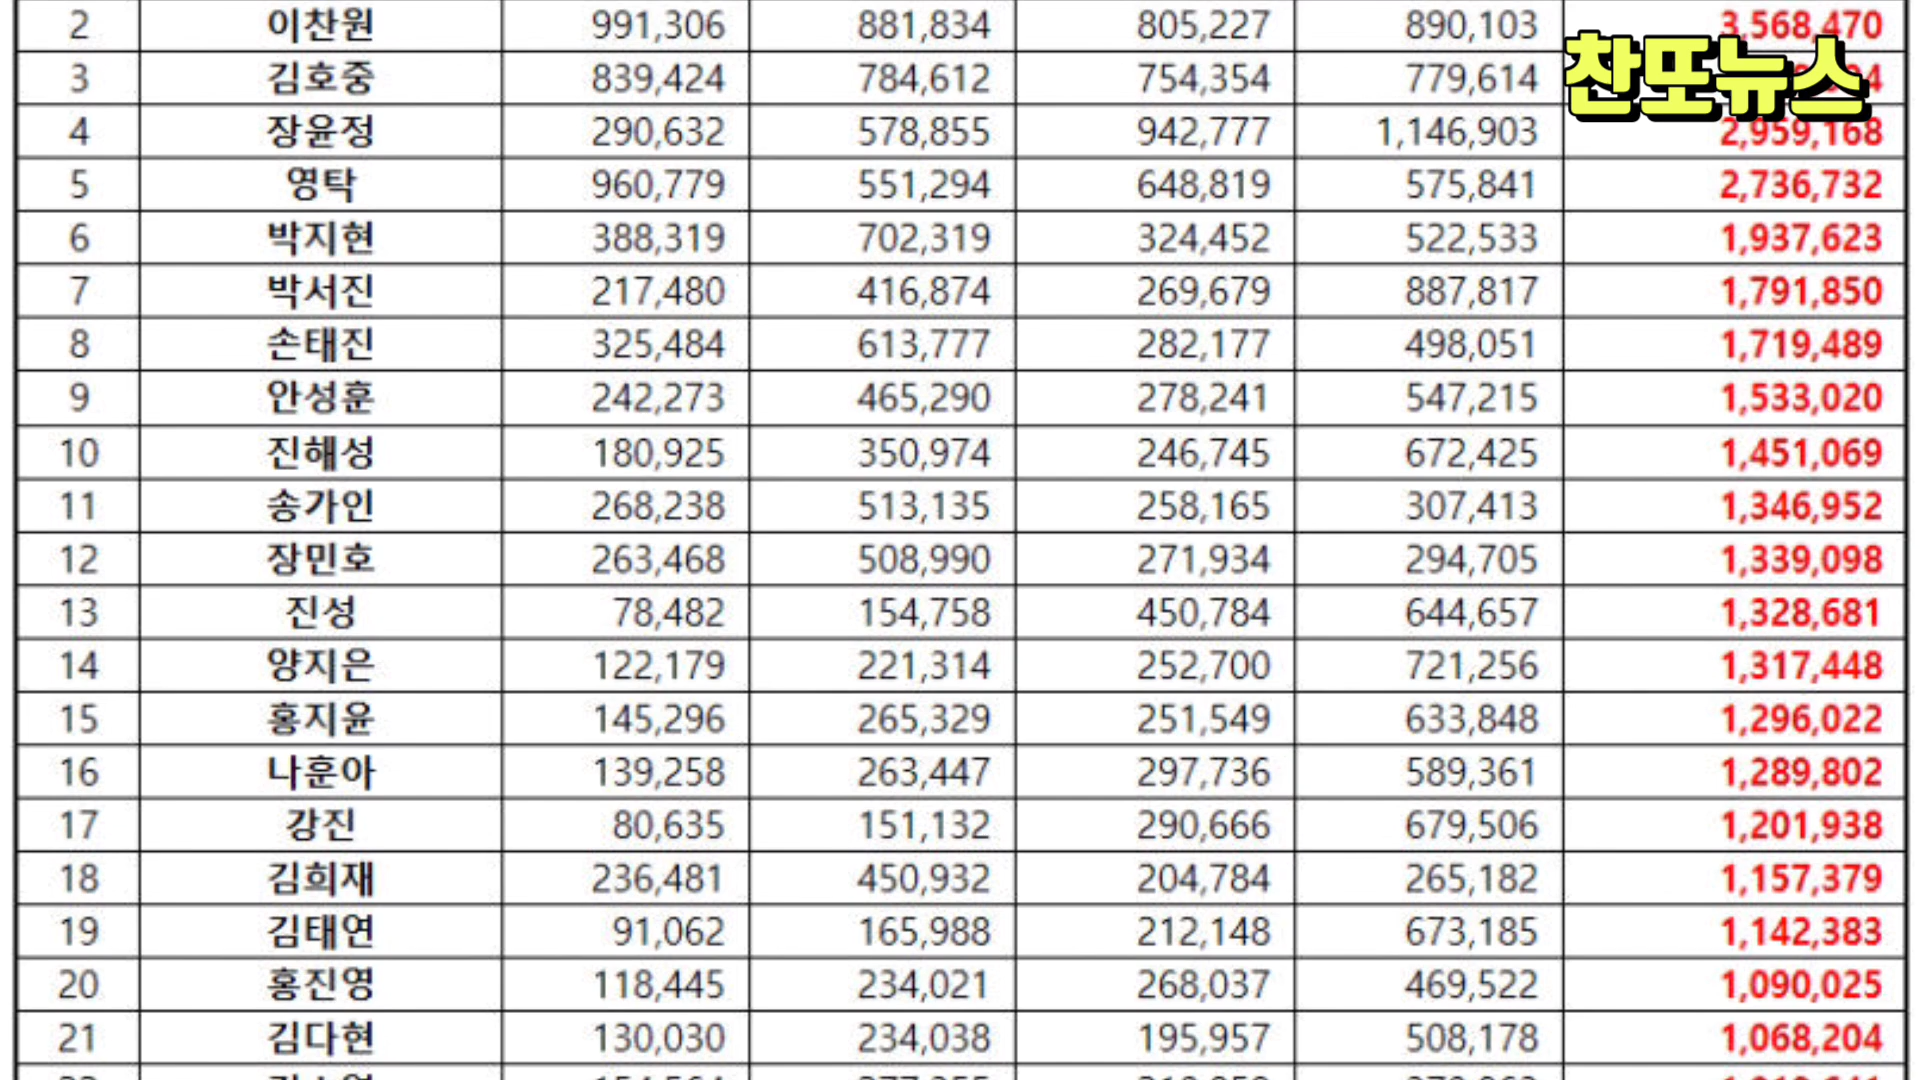 2 이찬원 991,306 881,834 805,227 890,103 3,568,470
찬또뉴스
3 김호중 839,424 784,612 754,354 779,614
4 장윤정 290,632 578,855 942,777 1,146,903 2,959,168
5 영탁 960,779 551,294 648,819 575,841 2,736,732
6 박지현 388,319 702,319 324,452 522,533 1,937,623
7 박서진 217,480 416,874 269,679 887,817 1,791,850
8 손태진 325,484 613,777 282,177 498,051 1,719,489
9 안성훈 242,273 465,290 278,241 547,215 1,533,020
10 진해성 180,925 350,974 246,745 672,425 1,451,069
11 송가인 268,238 513,135 258,165 307,413 1,346,952
12 장민호 263,468 508,990 271,934 294,705 1,339,098
13 진성 78,482 154,758 450,784 644,657 1,328,681
14 양지은 122,179 221,314 252,700 721,256 1,317,448
15 홍지윤 145,296 265,329 251,549 633,848 1,296,022
16 나훈아 139,258 263,447 297,736 589,361 1,289,802
17 강진 80,635 151,132 290,666 679,506 1,201,938
18 김희재 236,481 450,932 204,784 265,182 1,157,379
19 김태연 91,062 165,988 212,148 673,185 1,142,383
20 홍진영 118,445 234,021 268,037 469,522 1,090,025
21 김다현 130,030 234,038 195,957 508,178 1,068,204